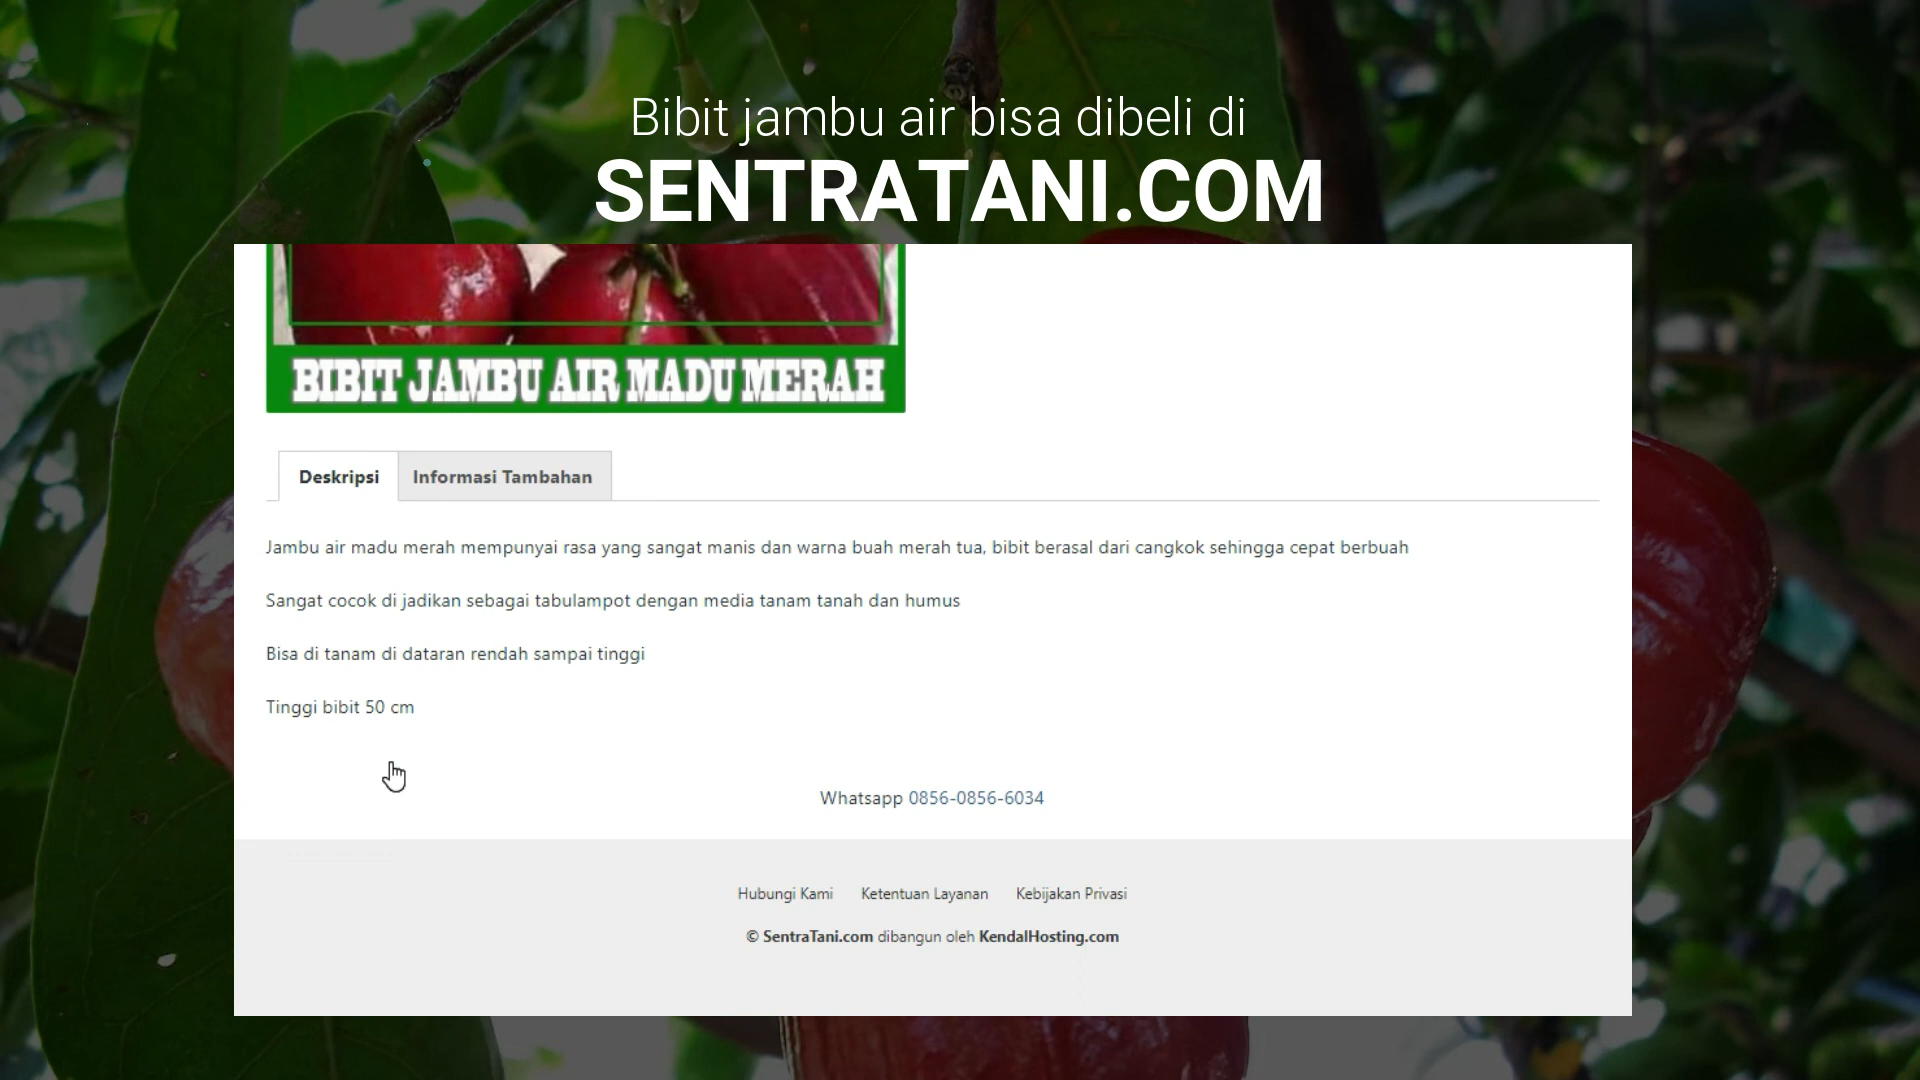 Bibit jambu air bisa dibeli di
SENTRATANI.COM
BIBIT JAMBU AIR MADU MERAH
Deskripsi
Informasi Tambahan
Jambu air madu merah mempunyai rasa yang sangat manis dan warna buah merah tua, bibit berasal dari cangkok sehingga cepat berbuah
Sangat cocok di jadikan sebagai tabulampot dengan media tanam tanah dan humus
Bisa di tanam di dataran rendah sampai tinggi
Tinggi bibit 50 cm
Whatsapp 0856-0856-6034
Hubungi Kami Ketentuan Layanan Kebijakan Privasi
© SentraTani.com dibangun oleh KendalHosting.com